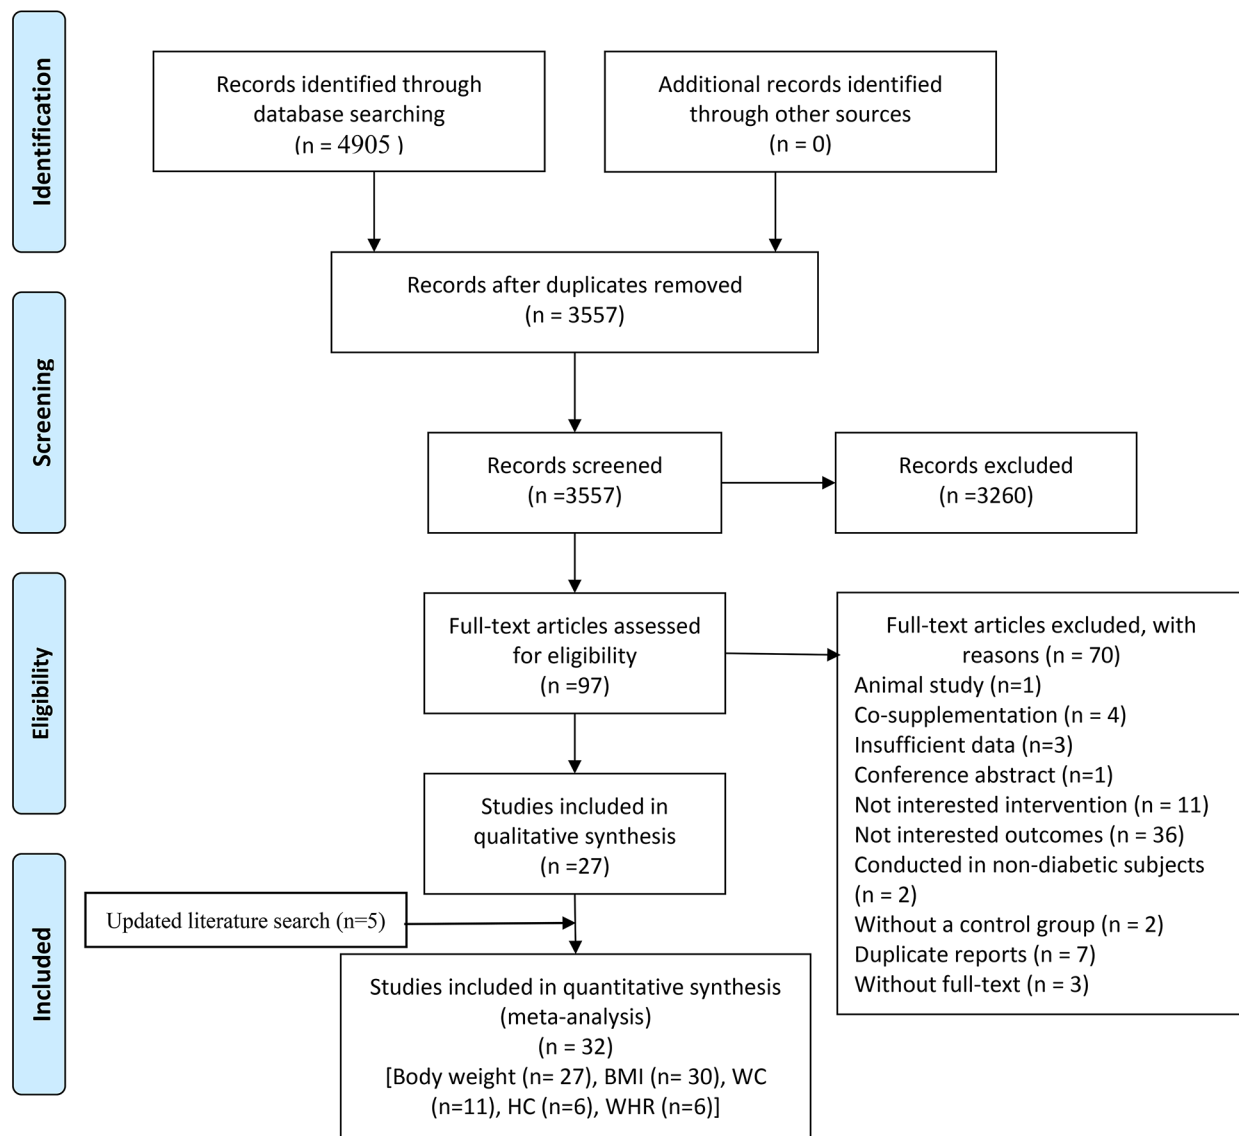 Identification
Records identified through
database searching
(n = 4905 )
Additional records identified
through other sources
(n = 0)
Records after duplicates removed
(n = 3557)
Screening
Records screened
(n =3557)
Records excluded
(n =3260)
Eligibility
Full-text articles assessed
for eligibility
(n =97)
Full-text articles excluded, with
reasons (n = 70)
Animal study (n=1)
Co-supplementation (n = 4)
Insufficient data (n=3)
Conference abstract (n=1)
Not interested intervention (n = 11)
Not interested outcomes (n = 36)
Conducted in non-diabetic subjects
(n = 2)
Without a control group (n = 2)
Duplicate reports (n = 7)
Without full-text (n = 3)
Studies included in
qualitative synthesis
(n =27)
Included
Updated literature search (n=5)
Studies included in quantitative synthesis
(meta-analysis)
(n = 32)
[Body weight (n= 27), BMI (n= 30), WC
(n=11), HC (n=6), WHR (n=6)]